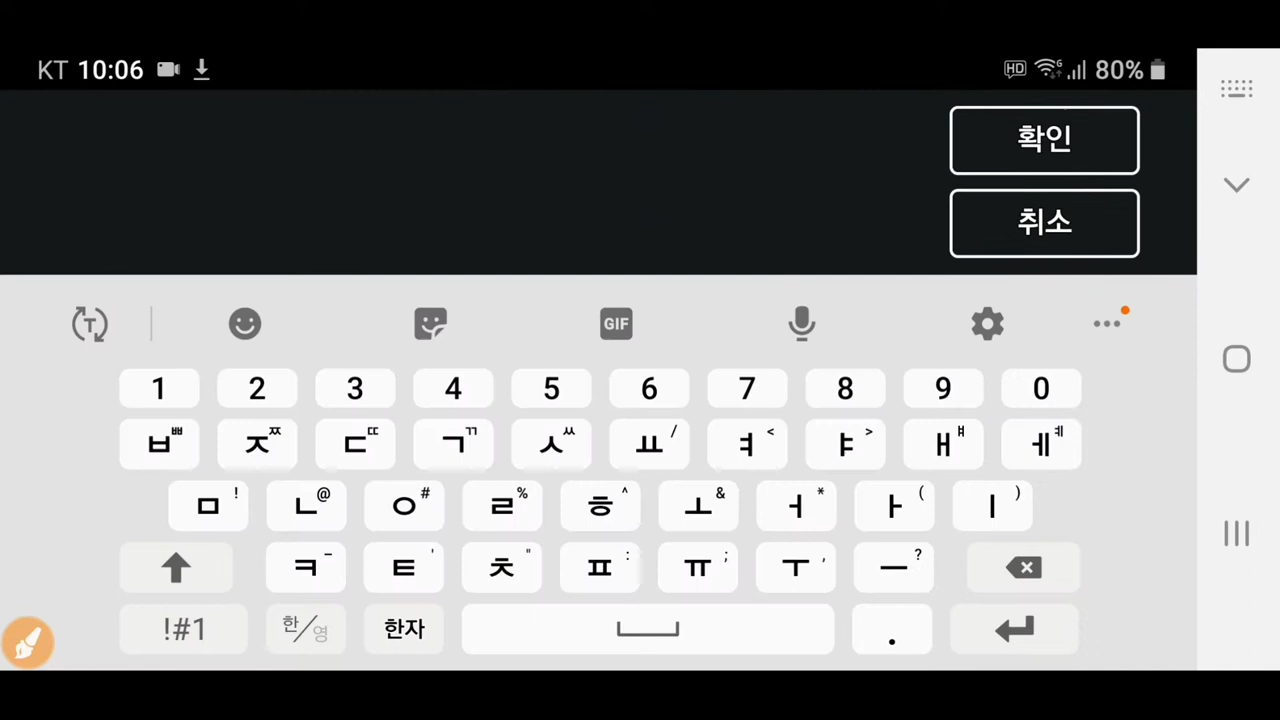 KT 10:06 HD G 80%
확인
취소
T GIF
1 2 3 4 5 6 7 8 9 0
ㅂ ㅃ ㅈ ㅉ ㄷ ㄸ ㄱ ㄲ ㅅ ㅆ ㅛ / ㅕ < ㅑ > ㅐ ㅒ ㅔ ㅖ
ㅁ ! ㄴ @ ㅇ # ㄹ % ㅎ ^ ㅗ & ㅓ * ㅏ ( ㅣ )
ㅋ - ㅌ ' ㅊ " ㅍ : ㅠ ; ㅜ , ㅡ ?
!#1 한/영 한자 .